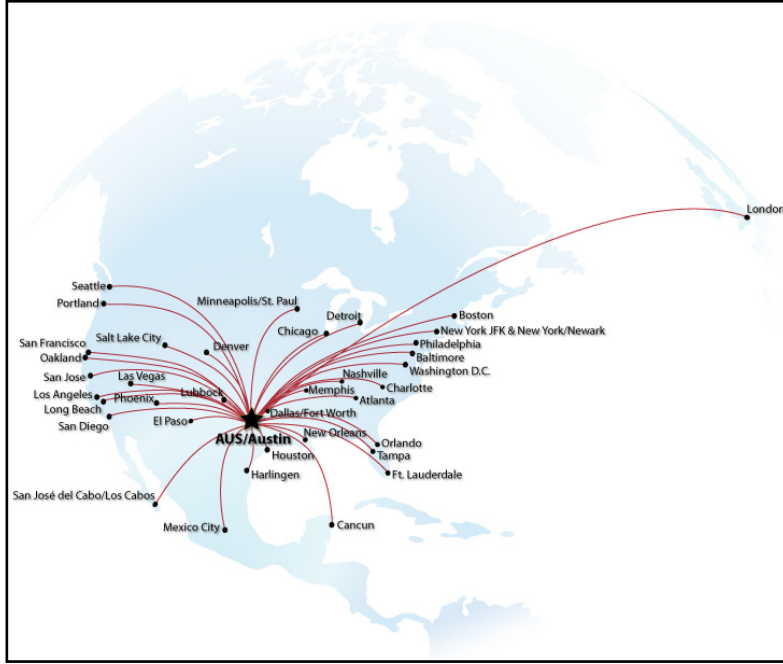 London
Seattle
Portland
Minneapolis/St. Paul
Detroit
Boston
Chicago
New York JFK & New York/Newark
Salt Lake City
Denver
Philadelphia
San Francisco
Oakland
Baltimore
Washington D.C.
San Jose
Las Vegas
Nashville
Los Angeles
Phoenix
Lubbock
Memphis
Charlotte
Long Beach
Atlanta
San Diego
El Paso
Dallas/Fort Worth
AUS/Austin
New Orleans
Orlando
Tampa
Houston
Harlingen
Ft. Lauderdale
San José del Cabo/Los Cabos
Mexico City
Cancun